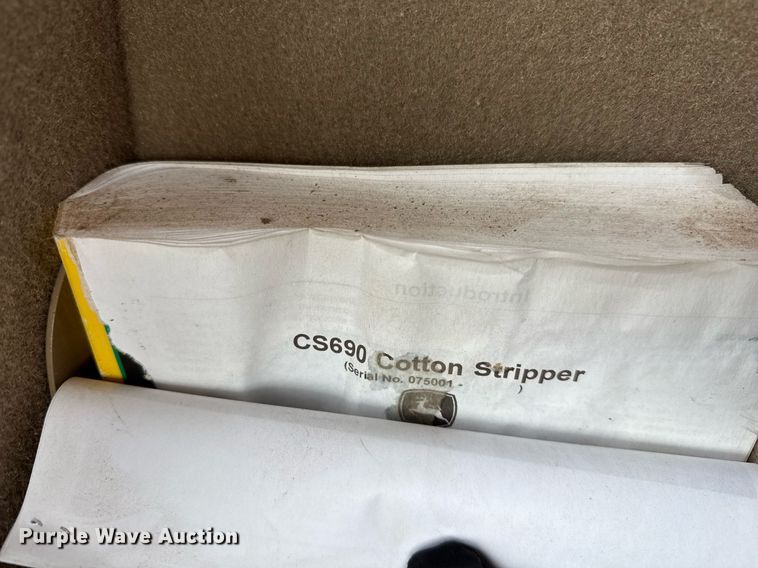 Introduction
CS690 Cotton Stripper
(Serial No. 075001 - )
Purple Wave Auction